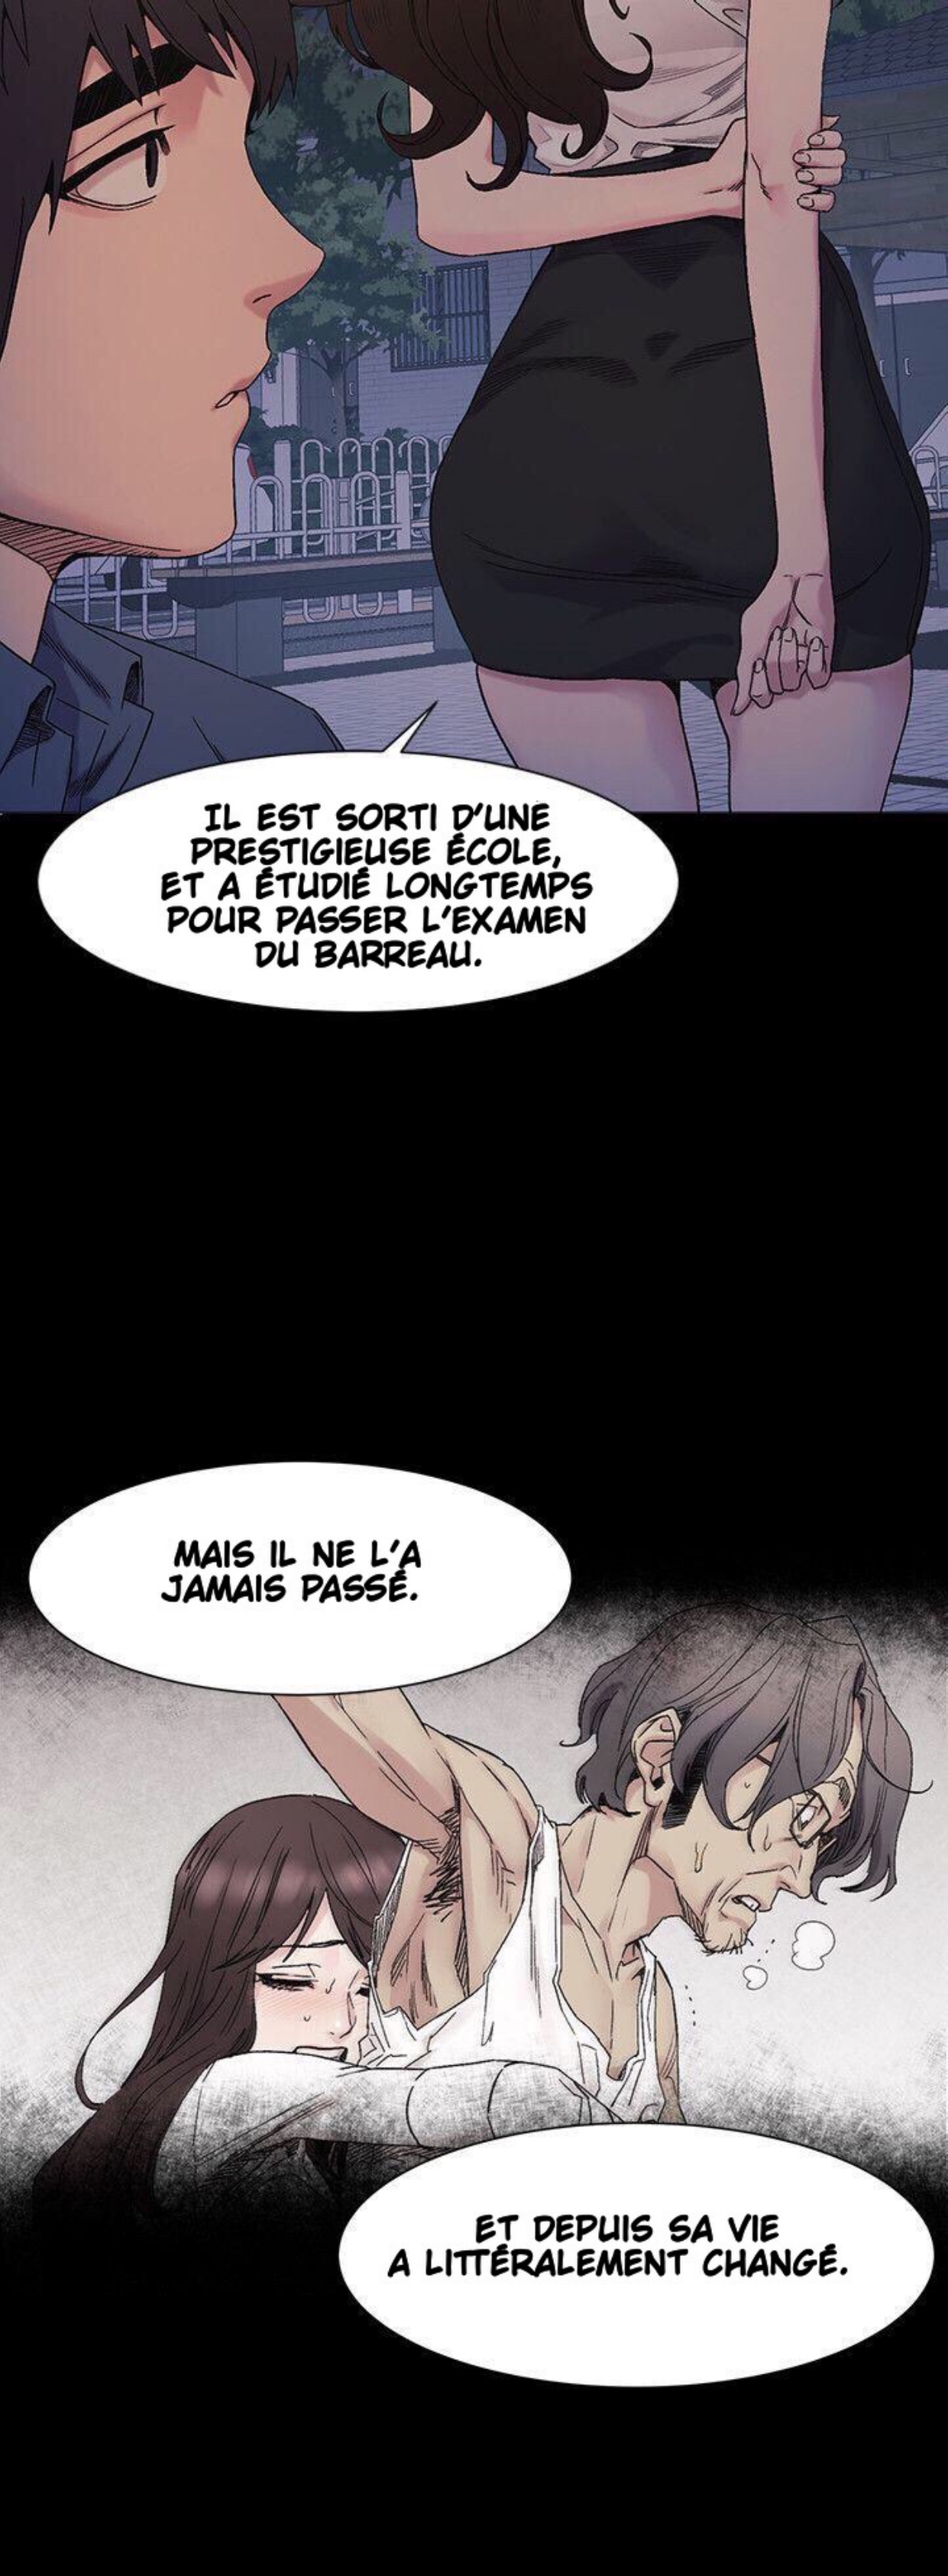 IL EST SORTI D'UNE
PRESTIGIEUSE ÉCOLE,
ET A ÉTUDIÉ LONGTEMPS
POUR PASSER L'EXAMEN
DU BARREAU.
MAIS IL NE L'A
JAMAIS PASSÉ.
ET DEPUIS SA VIE
A LITTÉRALEMENT CHANGÉ.